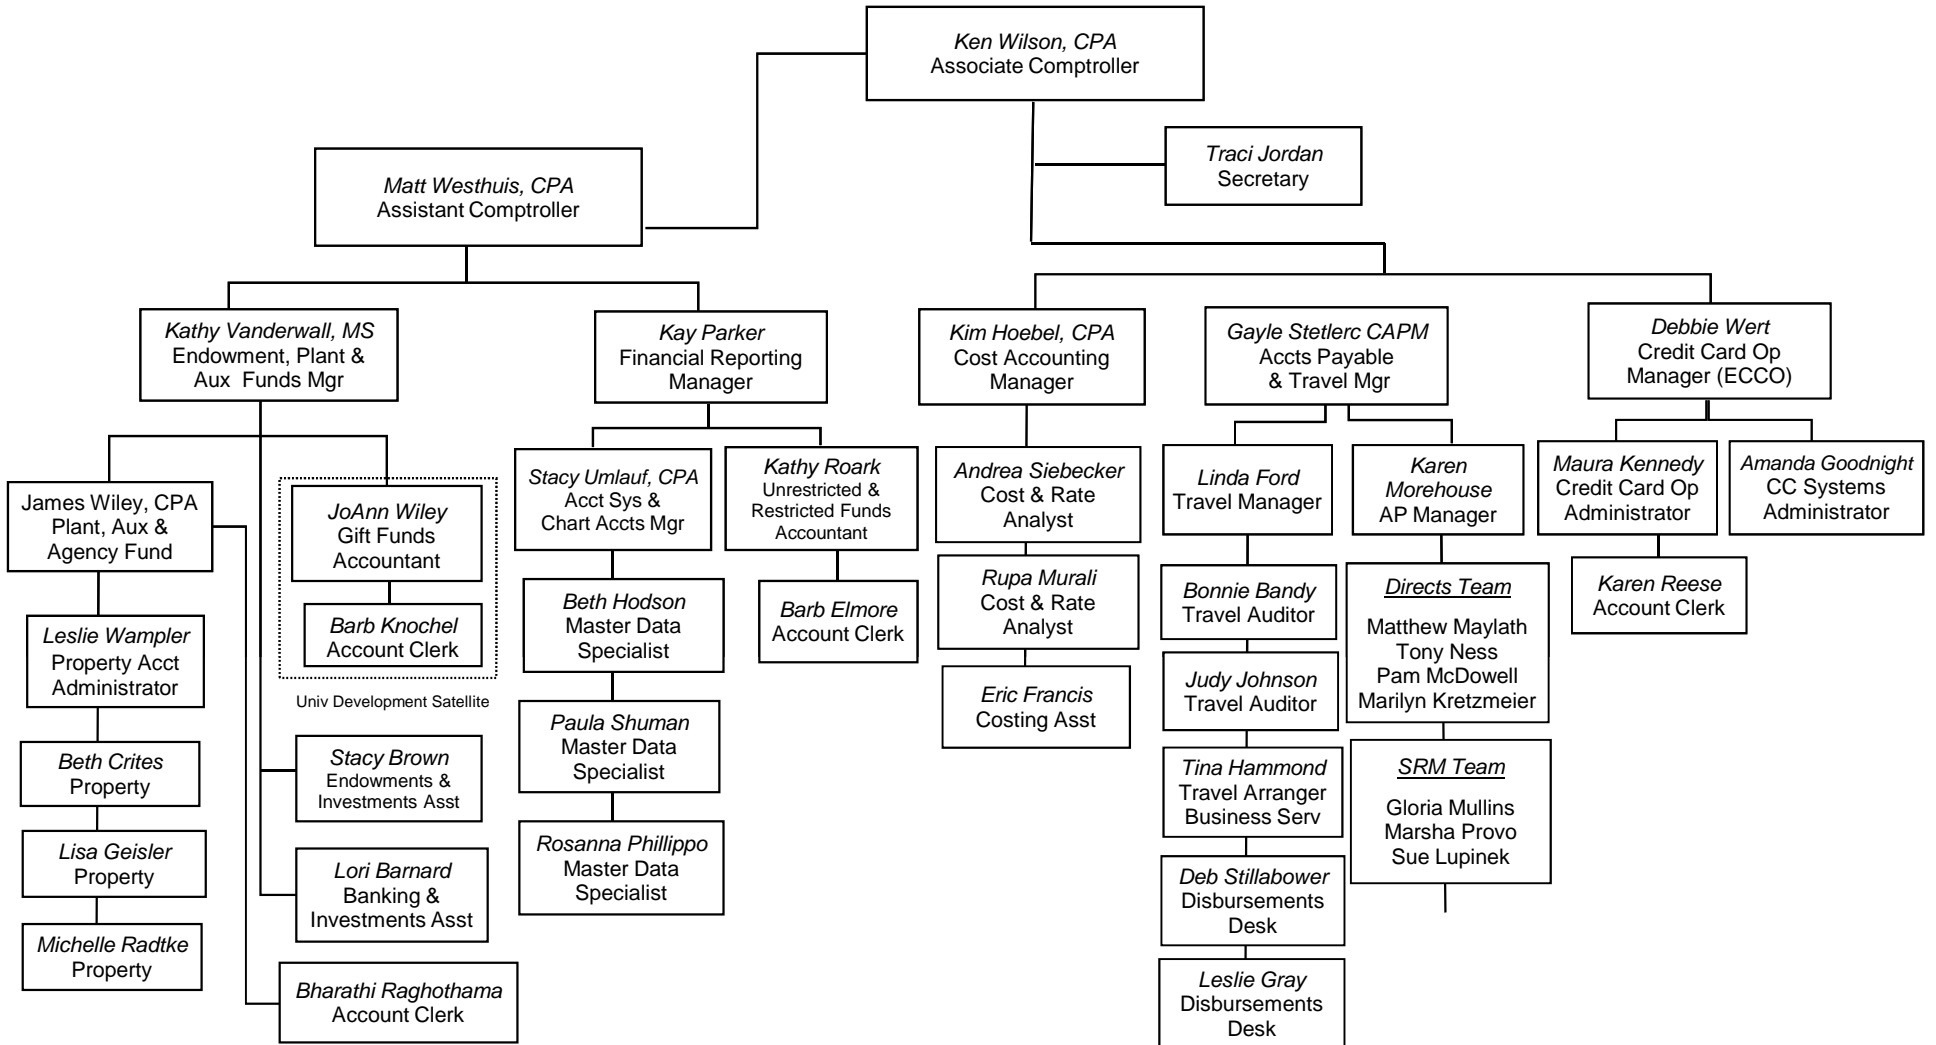 Ken Wilson, CPA
Associate Comptroller
Traci Jordan
Secretary
Matt Westhuis, CPA
Assistant Comptroller
Kathy Vanderwall, MS
Endowment, Plant &
Aux Funds Mgr
Kay Parker
Financial Reporting
Manager
Kim Hoebel, CPA
Cost Accounting
Manager
Gayle Stetlerc CAPM
Accts Payable
& Travel Mgr
Debbie Wert
Credit Card Op
Manager (ECCO)
James Wiley, CPA
Plant, Aux &
Agency Fund
JoAnn Wiley
Gift Funds
Accountant
Barb Knochel
Account Clerk
Univ Development Satellite
Stacy Umlauf, CPA
Acct Sys &
Chart Accts Mgr
Kathy Roark
Unrestricted &
Restricted Funds
Accountant
Andrea Siebecker
Cost & Rate
Analyst
Linda Ford
Travel Manager
Karen
Morehouse
AP Manager
Maura Kennedy
Credit Card Op
Administrator
Amanda Goodnight
CC Systems
Administrator
Leslie Wampler
Property Acct
Administrator
Beth Crites
Property
Lisa Geisler
Property
Michelle Radtke
Property
Stacy Brown
Endowments &
Investments Asst
Lori Barnard
Banking &
Investments Asst
Bharathi Raghothama
Account Clerk
Beth Hodson
Master Data
Specialist
Paula Shuman
Master Data
Specialist
Rosanna Phillippo
Master Data
Specialist
Barb Elmore
Account Clerk
Rupa Murali
Cost & Rate
Analyst
Eric Francis
Costing Asst
Bonnie Bandy
Travel Auditor
Judy Johnson
Travel Auditor
Tina Hammond
Travel Arranger
Business Serv
Deb Stillabower
Disbursements
Desk
Leslie Gray
Disbursements
Desk
Directs Team
Matthew Maylath
Tony Ness
Pam McDowell
Marilyn Kretzmeier
SRM Team
Gloria Mullins
Marsha Provo
Sue Lupinek
Karen Reese
Account Clerk